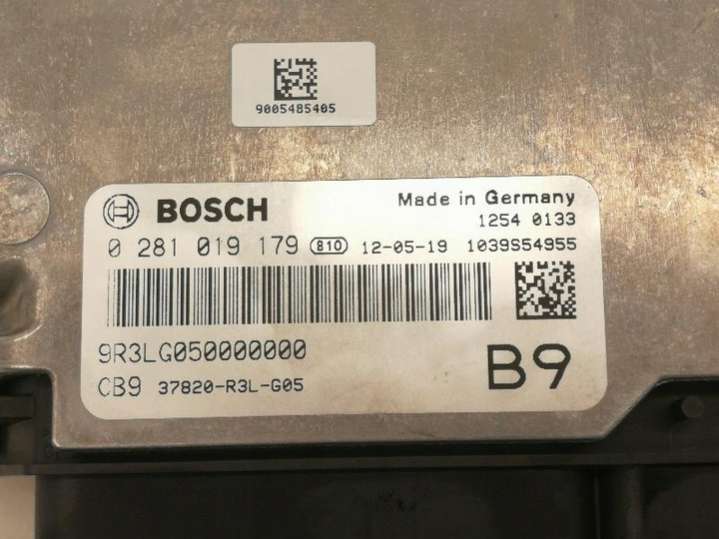 9005485405
BOSCH
Made in Germany
1254 0133
0 281 019 179 810 12-05-19 1039S54955
9R3LG050000000
CB9 37820-R3L-G05
B9